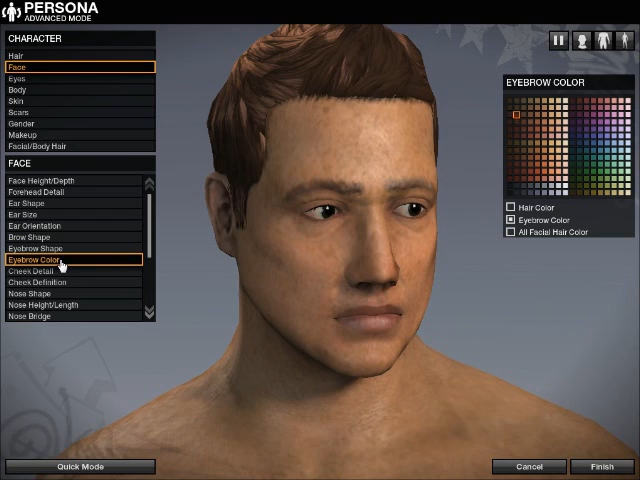 PERSONA
ADVANCED MODE
CHARACTER
Hair
Face
Eyes
Body
Skin
Scars
Gender
Makeup
Facial/Body Hair
FACE
Face Height/Depth
Forehead Detail
Ear Shape
Ear Size
Ear Orientation
Brow Shape
Eyebrow Shape
Eyebrow Color
Cheek Detail
Cheek Definition
Nose Shape
Nose Height/Length
Nose Bridge
Quick Mode
EYEBROW COLOR
Hair Color
Eyebrow Color
All Facial Hair Color
Cancel
Finish